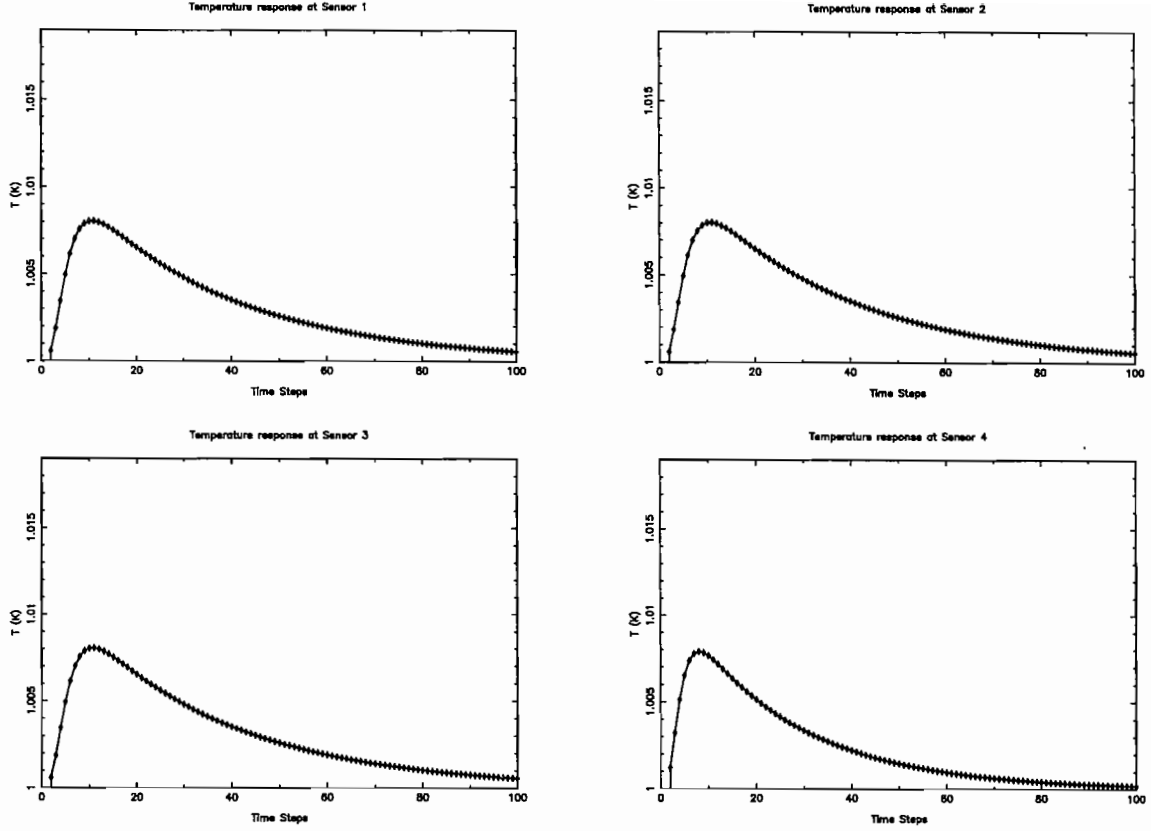 Temperature response at Sensor 1
T (K)
1.015
1.01
1.005
1
0 20 40 60 80 100
Time Steps
Temperature response at Sensor 2
T (K)
1.015
1.01
1.005
1
0 20 40 60 80 100
Time Steps
Temperature response at Sensor 3
T (K)
1.015
1.01
1.005
1
0 20 40 60 80 100
Time Steps
Temperature response at Sensor 4
T (K)
1.015
1.01
1.005
1
0 20 40 60 80 100
Time Steps